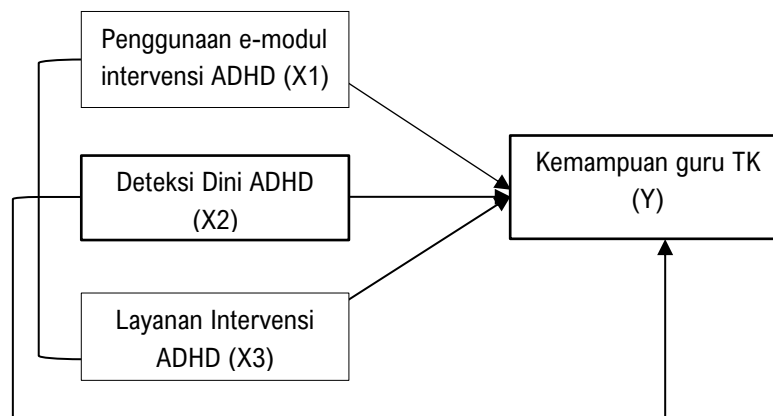 Penggunaan e-modul
intervensi ADHD (X1)
Deteksi Dini ADHD
(X2)
Kemampuan guru TK
(Y)
Layanan Intervensi
ADHD (X3)